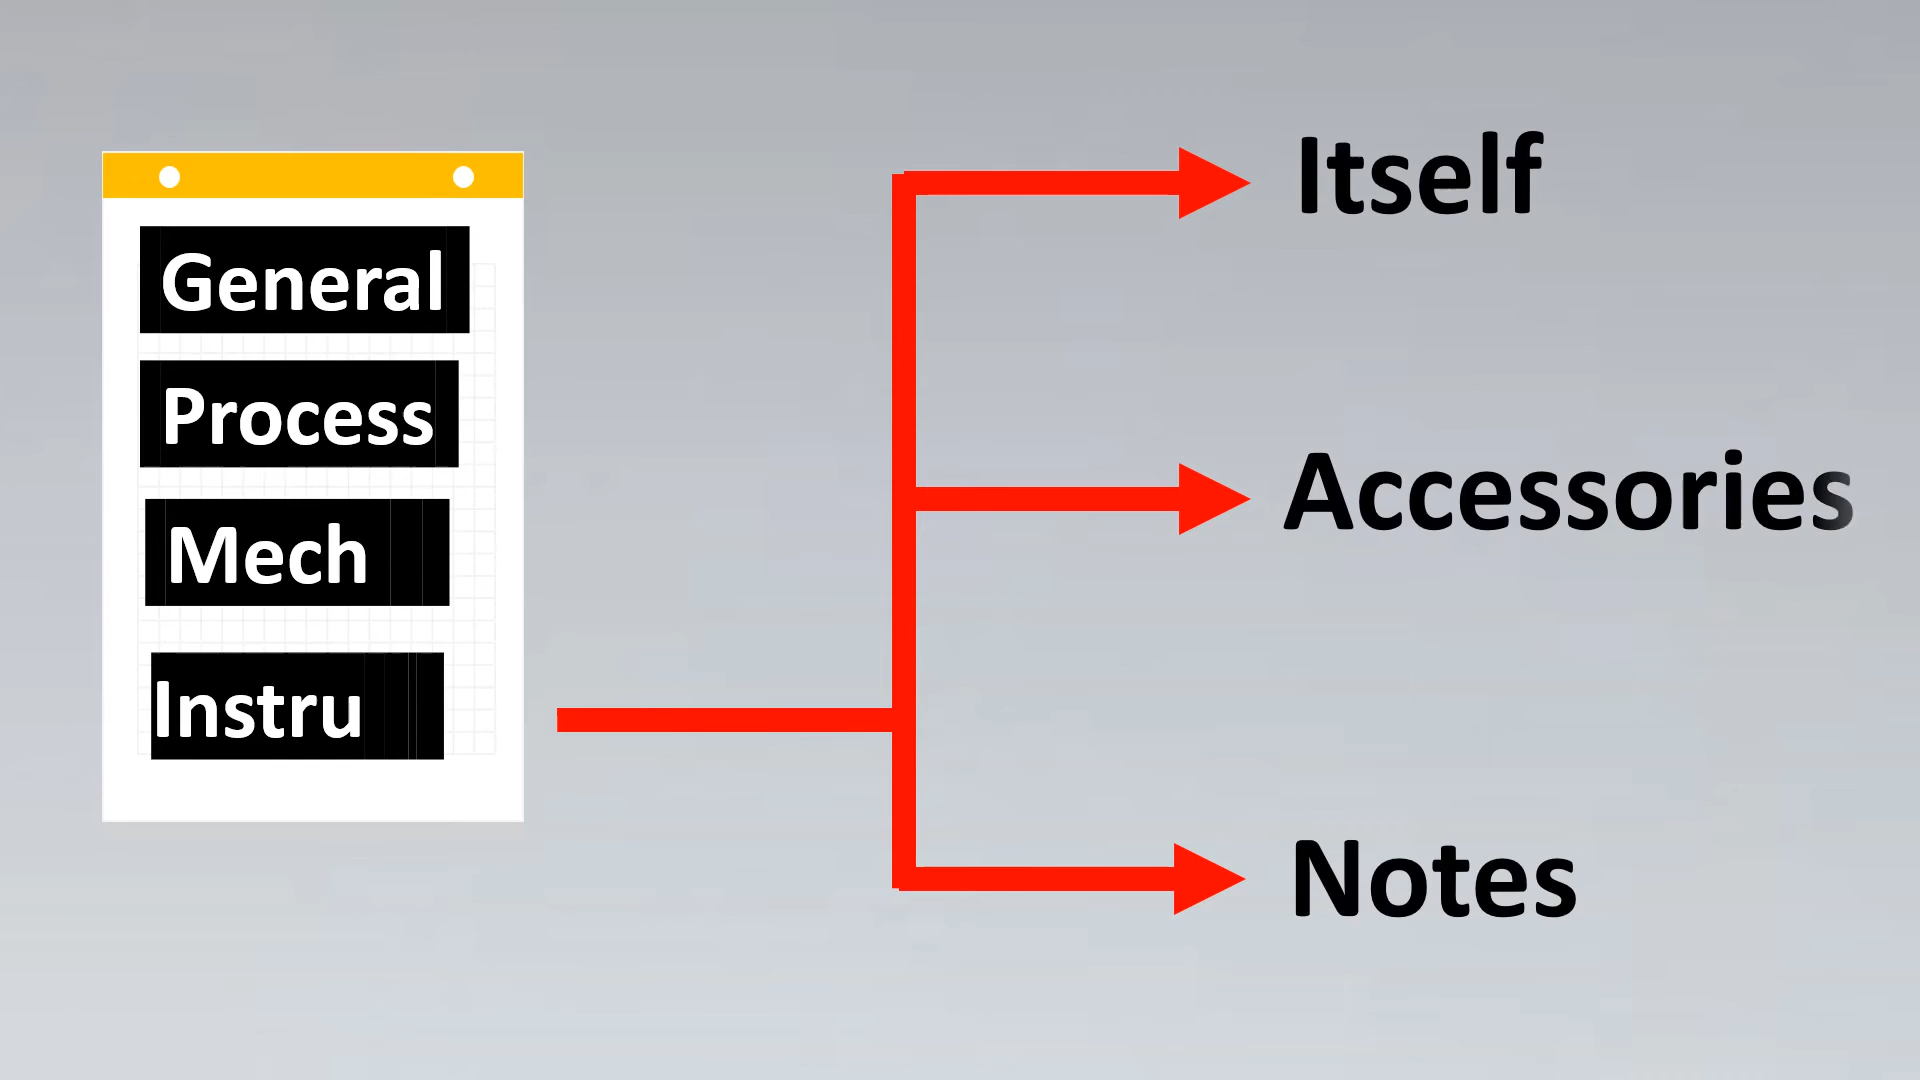 General
Process
Mech
Instru
Itself
Accessories
Notes